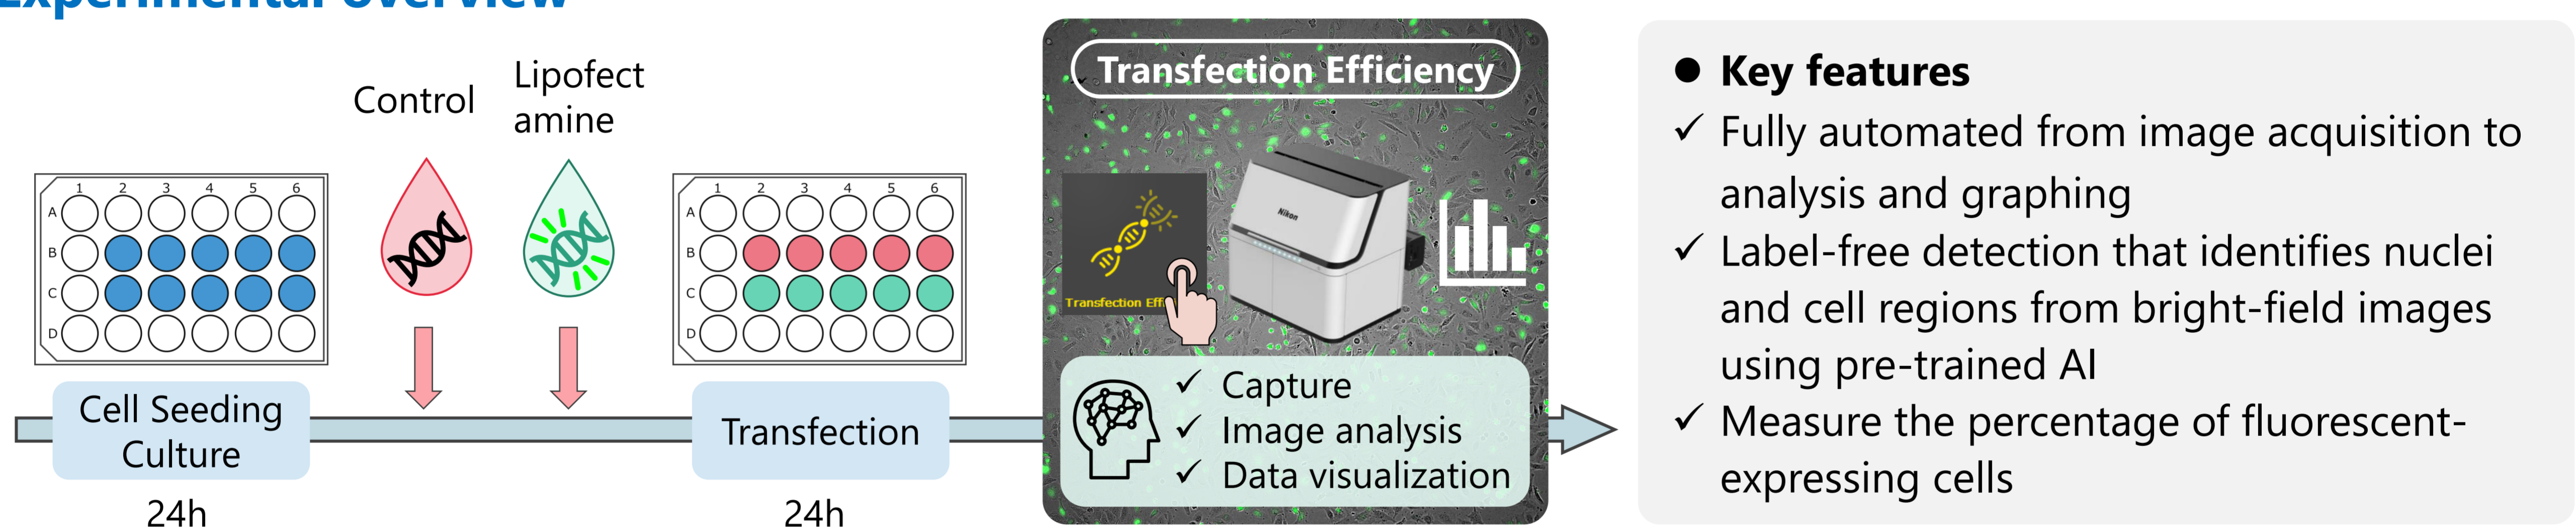 Experimental overview
Control
Lipofect
amine
1 2 3 4 5 6
A
B
C
D
Cell Seeding
Culture
24h
1 2 3 4 5 6
A
B
C
D
Transfection
24h
Transfection Efficiency
Transfection Eff
Nikon
✓ Capture
✓ Image analysis
✓ Data visualization
● Key features
✓ Fully automated from image acquisition to
analysis and graphing
✓ Label-free detection that identifies nuclei
and cell regions from bright-field images
using pre-trained AI
✓ Measure the percentage of fluorescent-
expressing cells